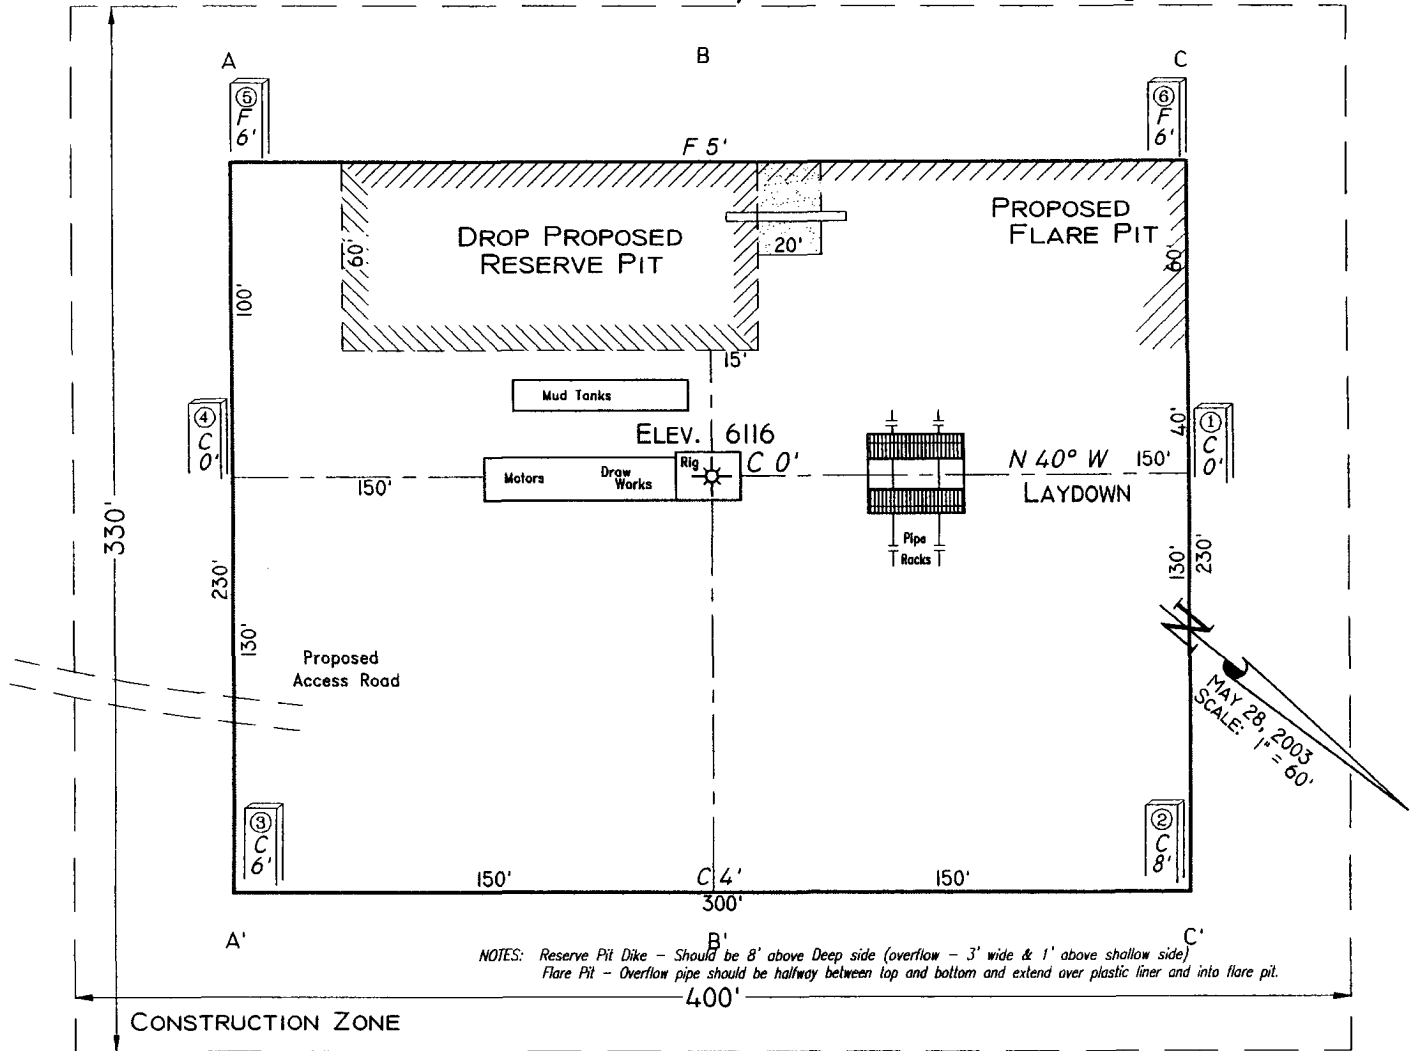 A
B
C
⑤
F
6'
⑥
F
6'
F 5'
DROP PROPOSED
RESERVE PIT
60'
20'
PROPOSED
FLARE PIT
60'
100'
15'
Mud Tanks
④
C
0'
ELEV. 6116
40'
①
C
0'
150'
Motors
Draw
Works
Rig
C 0'
N 40° W
150'
LAYDOWN
330'
Pipe
Racks
230'
130'
130'
230'
N
Proposed
Access Road
MAY 28, 2003
SCALE: 1" = 60'
③
C
6'
②
C
8'
150'
C 4'
150'
300'
A'
B'
C'
NOTES: Reserve Pit Dike – Should be 8' above Deep side (overflow – 3' wide & 1' above shallow side)
Flare Pit – Overflow pipe should be halfway between top and bottom and extend over plastic liner and into flare pit.
400'
CONSTRUCTION ZONE